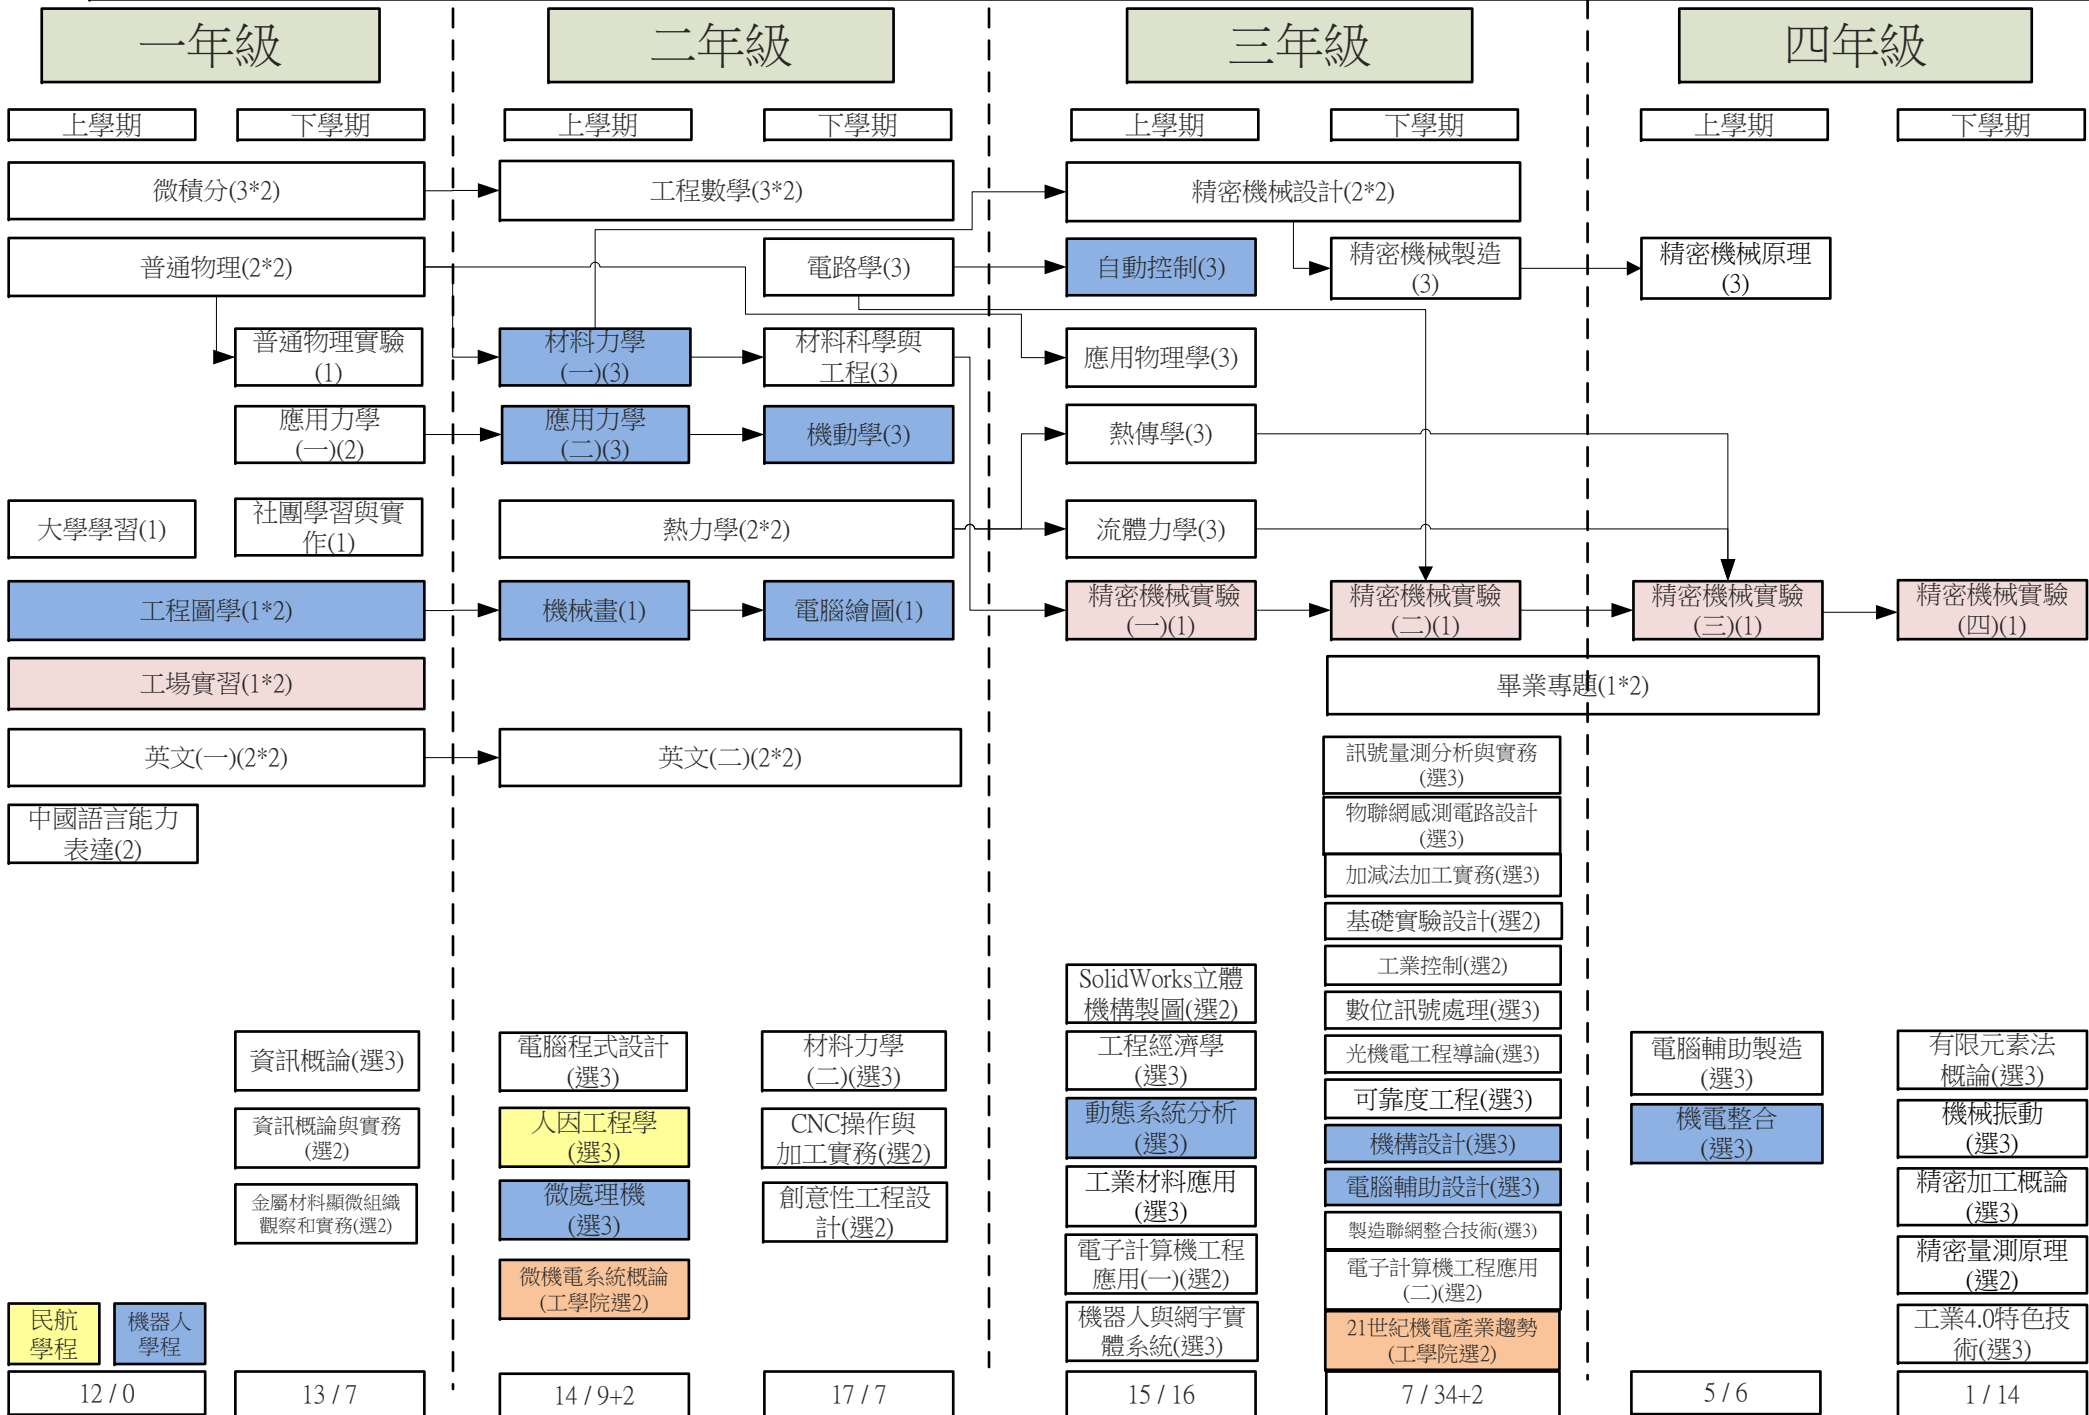 一年級
二年級
三年級
四年級
上學期
下學期
上學期
下學期
上學期
下學期
上學期
下學期
微積分(3*2)
工程數學(3*2)
精密機械設計(2*2)
普通物理(2*2)
電路學(3)
自動控制(3)
精密機械製造
(3)
精密機械原理
(3)
普通物理實驗
(1)
材料力學
(一)(3)
材料科學與
工程(3)
應用物理學(3)
應用力學
(一)(2)
應用力學
(二)(3)
機動學(3)
熱傳學(3)
大學學習(1)
社團學習與實
作(1)
熱力學(2*2)
流體力學(3)
工程圖學(1*2)
機械畫(1)
電腦繪圖(1)
精密機械實驗
(一)(1)
精密機械實驗
(二)(1)
精密機械實驗
(三)(1)
精密機械實驗
(四)(1)
工場實習(1*2)
畢業專題(1*2)
英文(一)(2*2)
英文(二)(2*2)
中國語言能力
表達(2)
資訊概論(選3)
資訊概論與實務
(選2)
金屬材料顯微組織
觀察和實務(選2)
電腦程式設計
(選3)
人因工程學
(選3)
微處理機
(選3)
微機電系統概論
(工學院選2)
材料力學
(二)(選3)
CNC操作與
加工實務(選2)
創意性工程設
計(選2)
SolidWorks立體
機構製圖(選2)
工程經濟學
(選3)
動態系統分析
(選3)
工業材料應用
(選3)
電子計算機工程
應用(一)(選2)
機器人與網宇實
體系統(選3)
訊號量測分析與實務
(選3)
物聯網感測電路設計
(選3)
加減法加工實務(選3)
基礎實驗設計(選2)
工業控制(選2)
數位訊號處理(選3)
光機電工程導論(選3)
可靠度工程(選3)
機構設計(選3)
電腦輔助設計(選3)
製造聯網整合技術(選3)
電子計算機工程應用
(二)(選2)
21世紀機電產業趨勢
(工學院選2)
電腦輔助製造
(選3)
機電整合
(選3)
有限元素法
概論(選3)
機械振動
(選3)
精密加工概論
(選3)
精密量測原理
(選2)
工業4.0特色技
術(選3)
民航
學程
機器人
學程
12 / 0
13 / 7
14 / 9+2
17 / 7
15 / 16
7 / 34+2
5 / 6
1 / 14